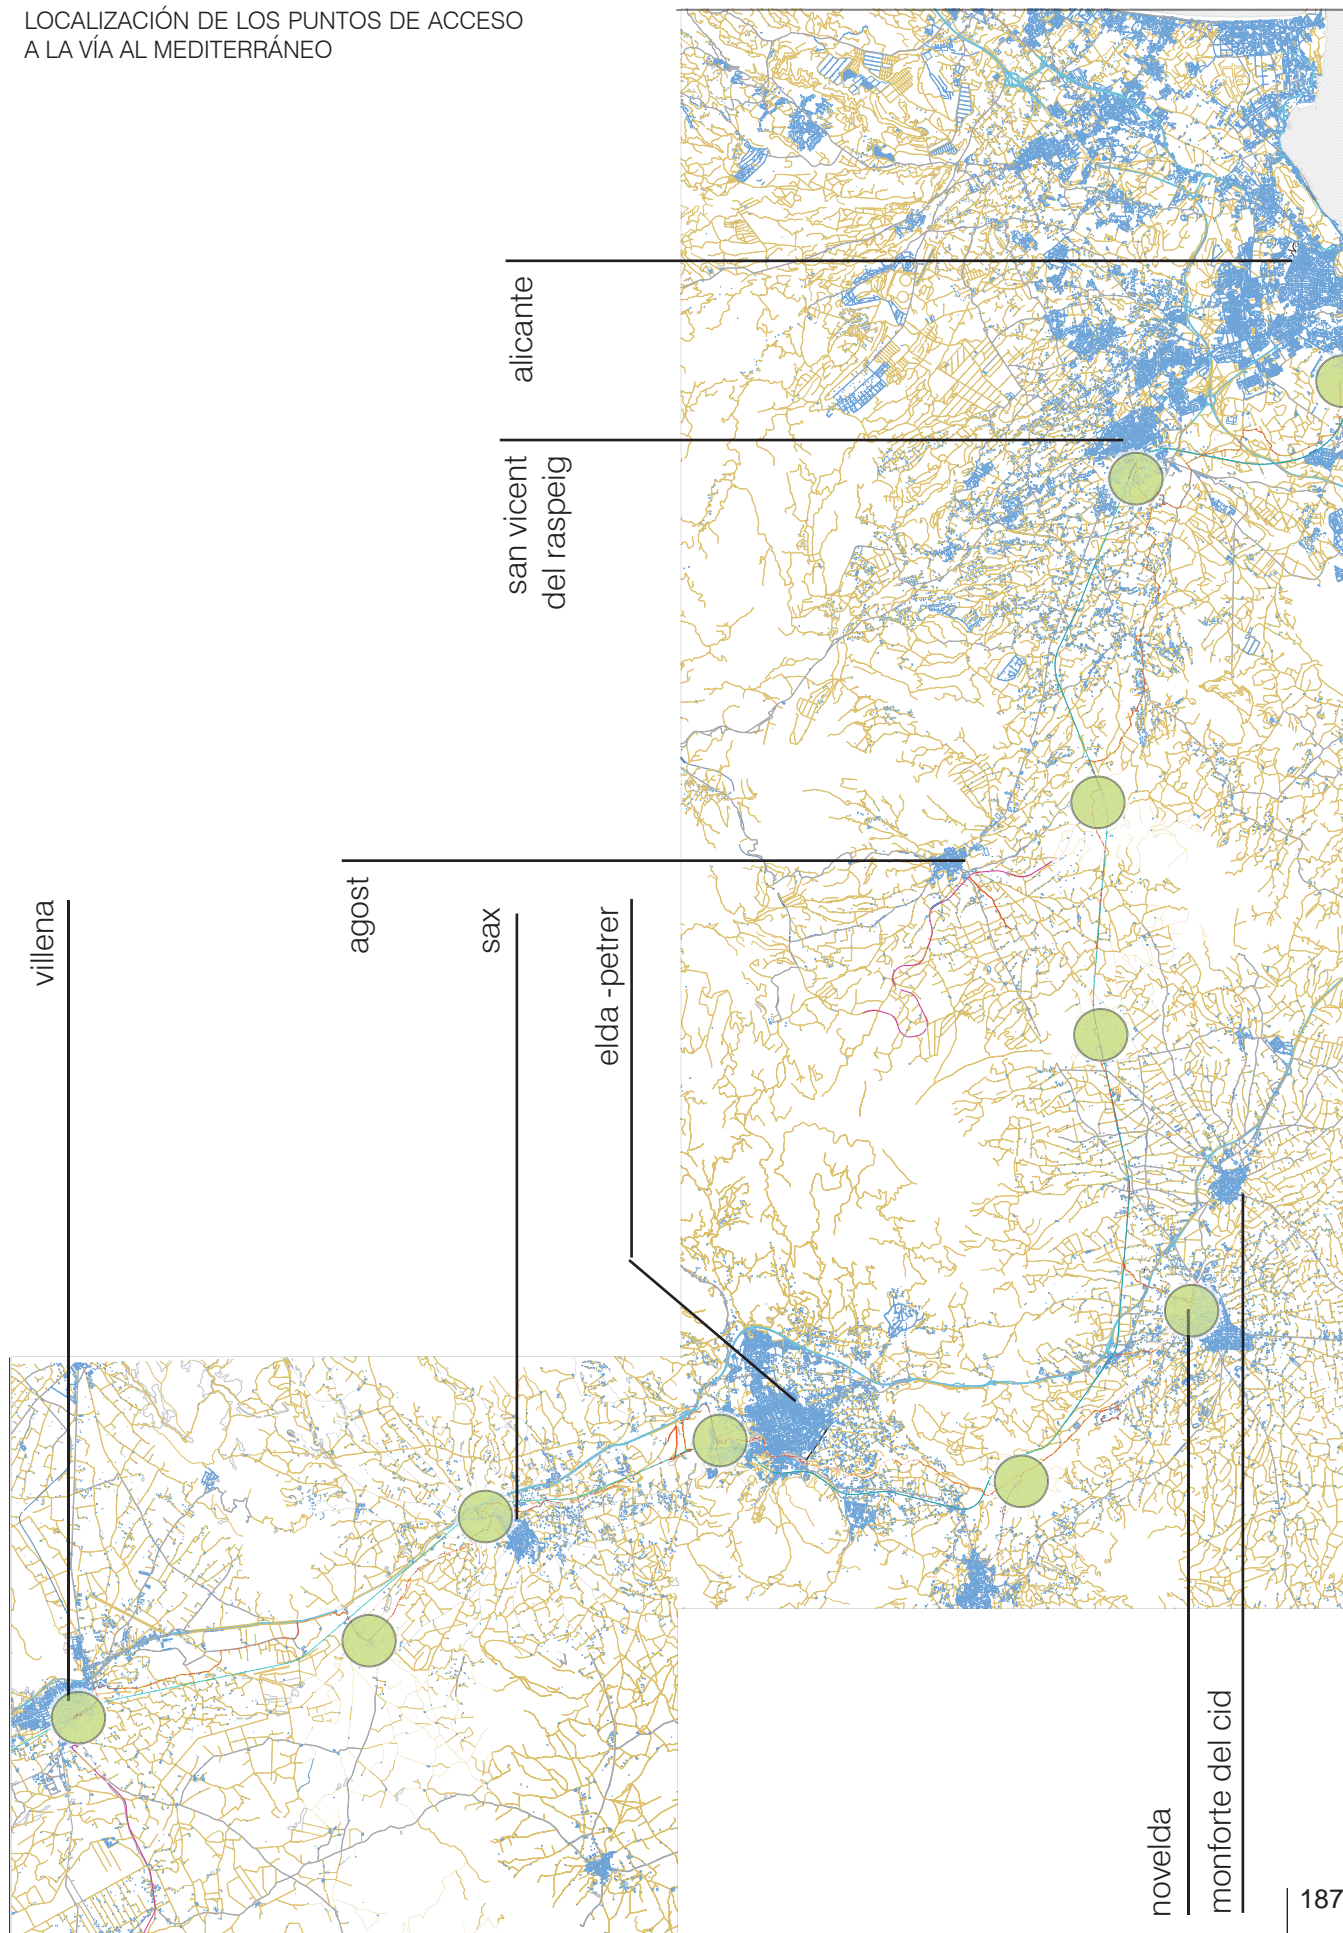 LOCALIZACIÓN DE LOS PUNTOS DE ACCESO
A LA VÍA AL MEDITERRÁNEO
alicante
san vicent
del raspeig
villena
agost
sax
elda -petrer
novelda
monforte del cid
187